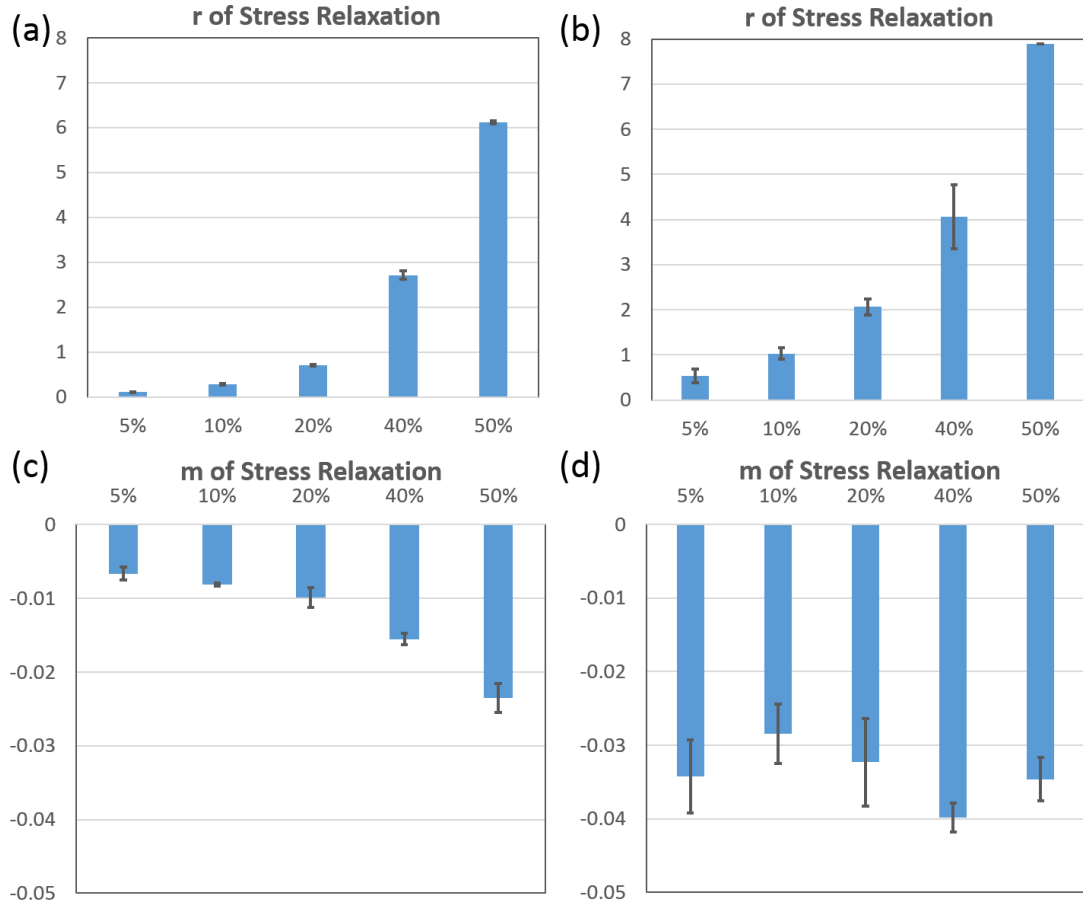 (a)
r of Stress Relaxation
8
7
6
5
4
3
2
1
0
5% 10% 20% 40% 50%
(b)
r of Stress Relaxation
8
7
6
5
4
3
2
1
0
5% 10% 20% 40% 50%
(c)
m of Stress Relaxation
5% 10% 20% 40% 50%
0
-0.01
-0.02
-0.03
-0.04
-0.05
(d)
m of Stress Relaxation
5% 10% 20% 40% 50%
0
-0.01
-0.02
-0.03
-0.04
-0.05